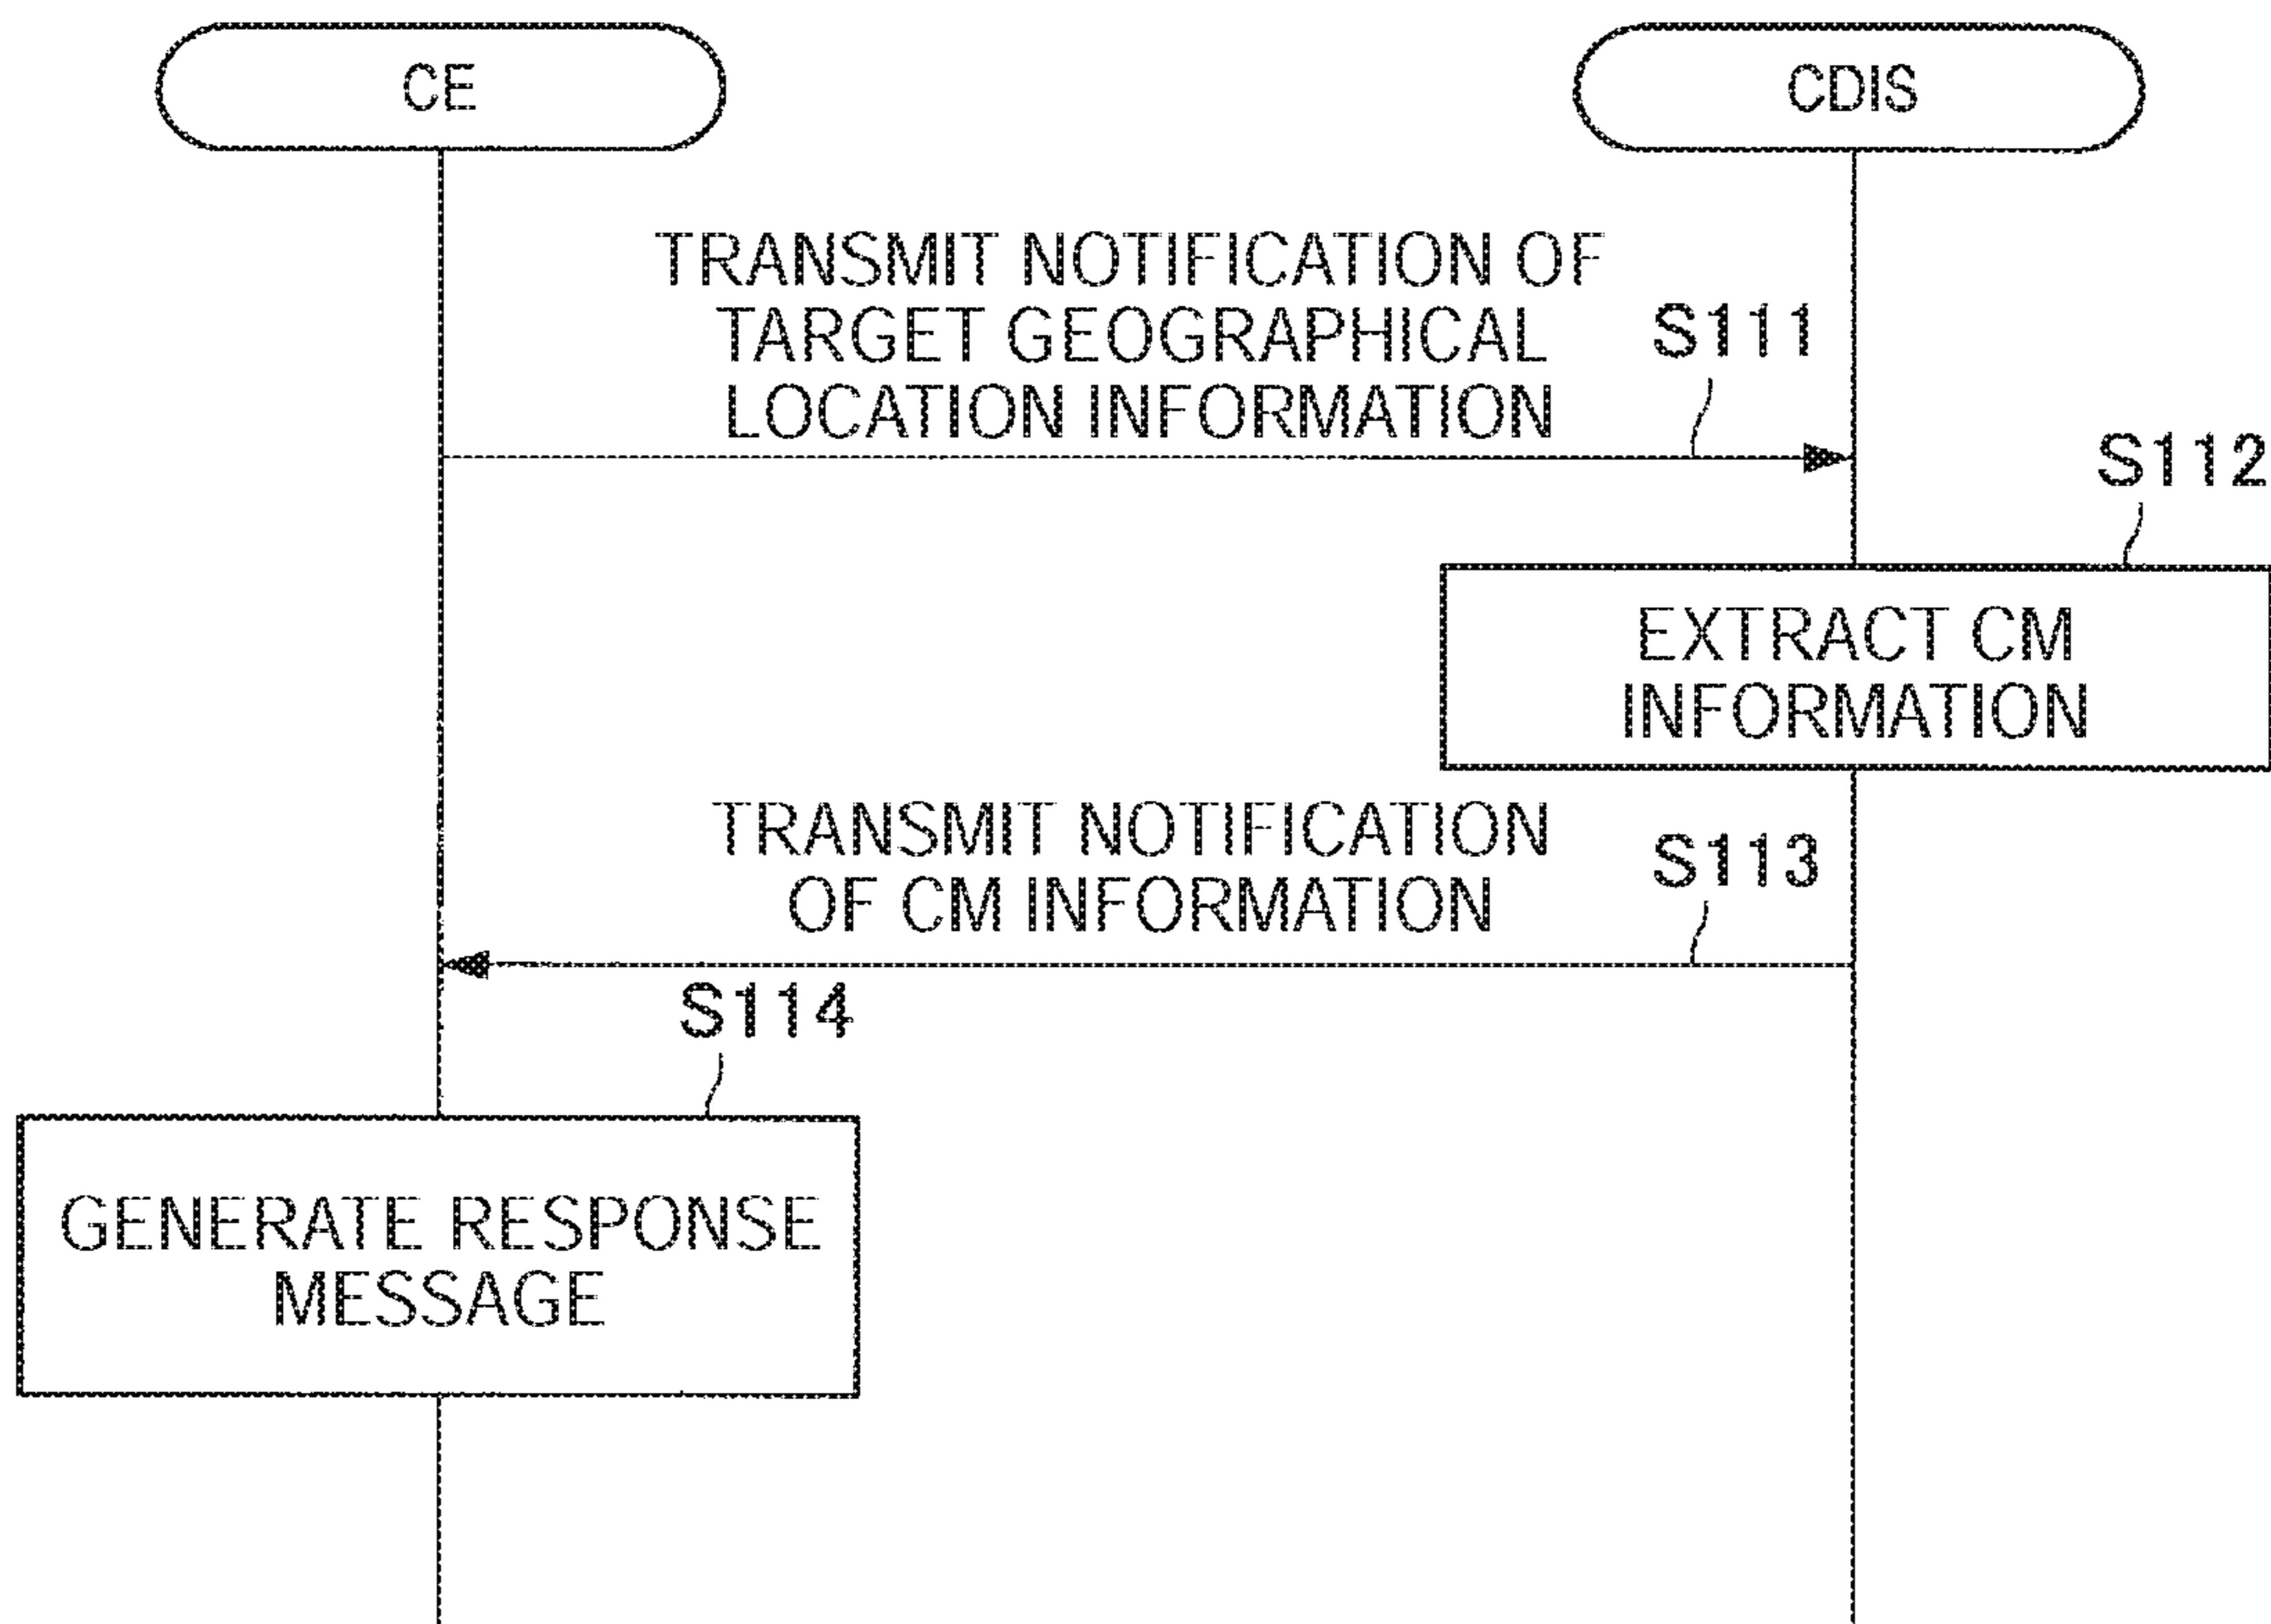 CE
CDIS
TRANSMIT NOTIFICATION OF
TARGET GEOGRAPHICAL
LOCATION INFORMATION
S111
S112
EXTRACT CM
INFORMATION
TRANSMIT NOTIFICATION
OF CM INFORMATION
S113
S114
GENERATE RESPONSE
MESSAGE